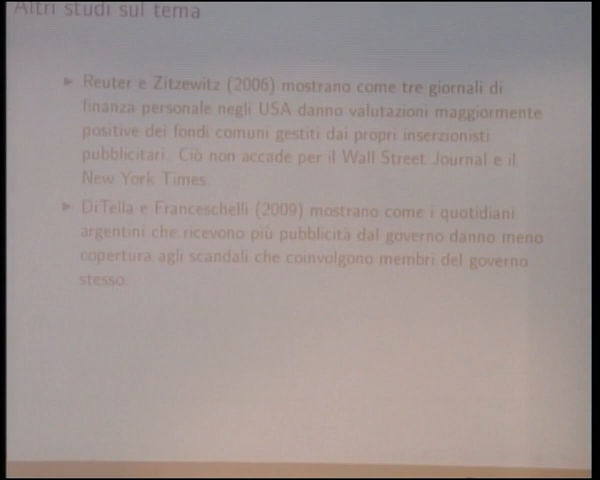 Altri studi sul tema
► Reuter e Zitzewitz (2006) mostrano come tre giornali di
finanza personale negli USA danno valutazioni maggiormente
positive dei fondi comuni gestiti dai propri inserzionisti
pubblicitari. Ciò non accade per il Wall Street Journal e il
New York Times.
► DiTella e Franceschelli (2009) mostrano come i quotidiani
argentini che ricevono più pubblicità dal governo danno meno
copertura agli scandali che coinvolgono membri del governo
stesso.